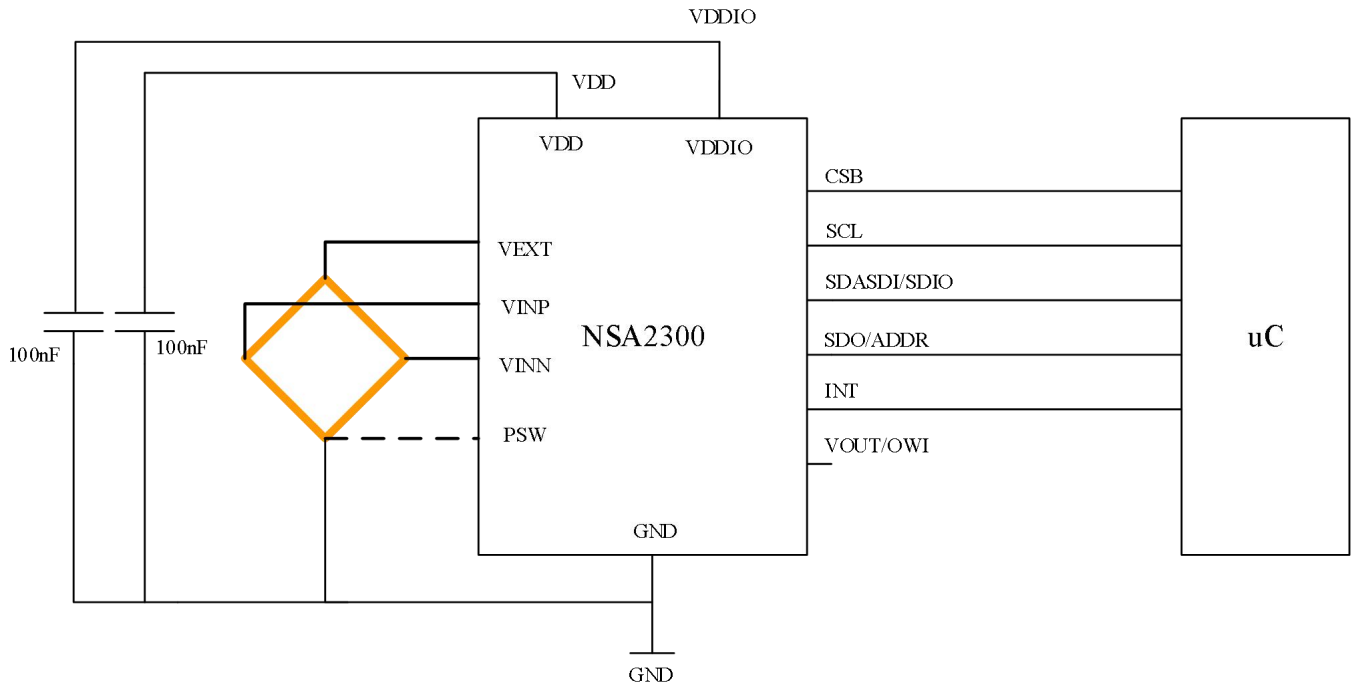 VDDIO
VDD
VDD
VDDIO
CSB
SCL
VEXT
SDASDI/SDIO
VINP
NSA2300
uC
SDO/ADDR
100nF
100nF
VINN
INT
PSW
VOUT/OWI
GND
GND